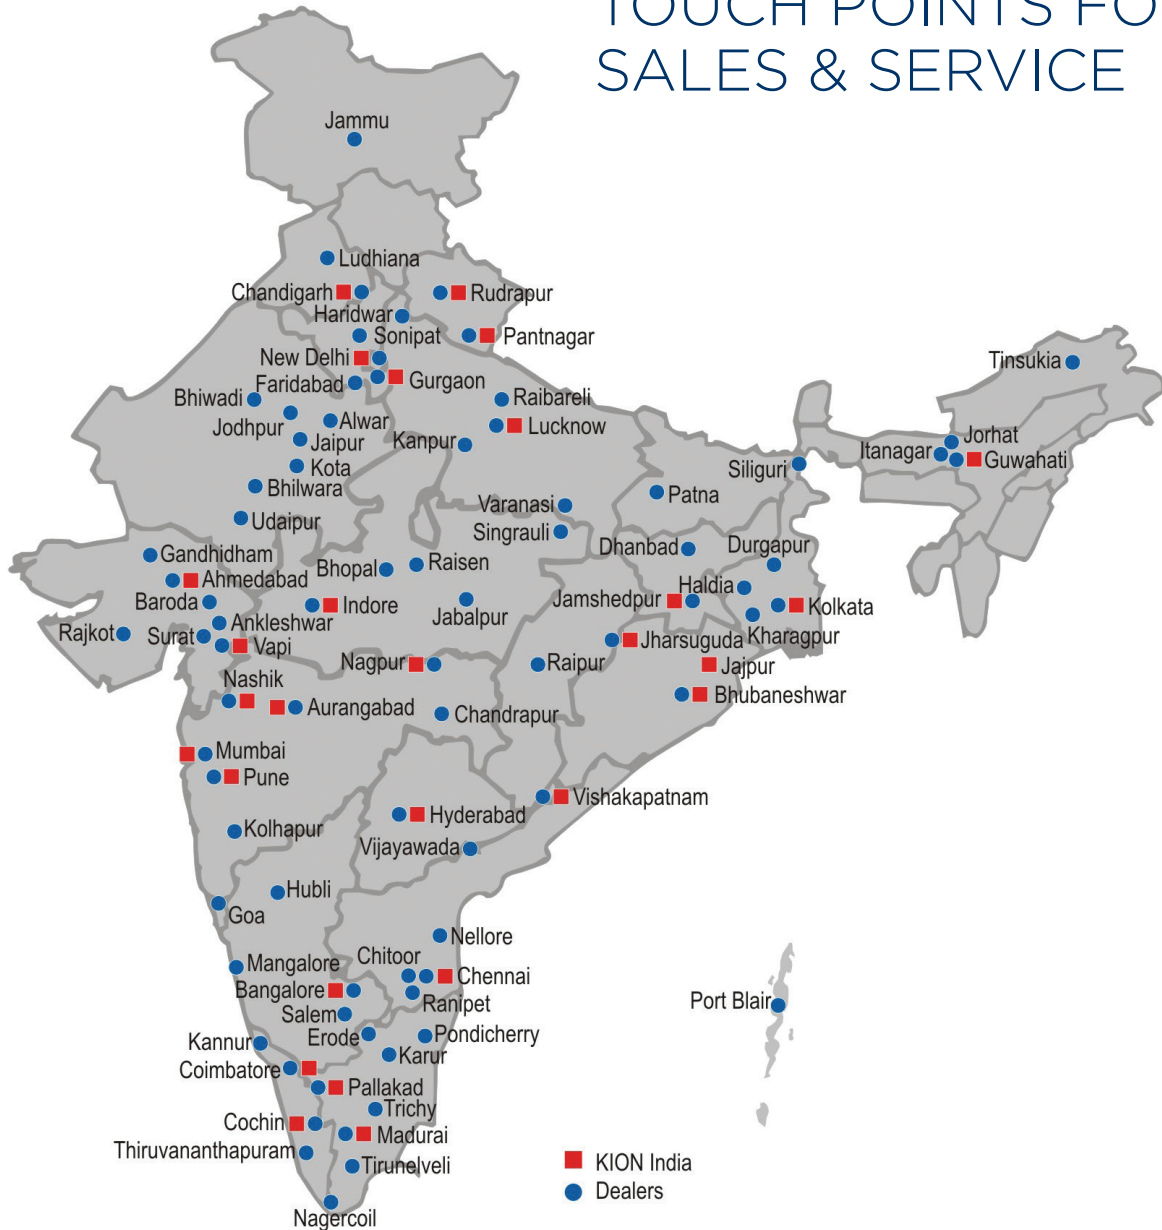 TOUCH POINTS FO
SALES & SERVICE
Jammu
Ludhiana
Chandigarh
Rudrapur
Haridwar
Sonipat
Pantnagar
New Delhi
Faridabad
Gurgaon
Tinsukia
Bhiwadi
Raibareli
Jodhpur
Alwar
Lucknow
Jaipur
Kanpur
Jorhat
Itanagar
Guwahati
Kota
Siliguri
Bhilwara
Patna
Varanasi
Udaipur
Singrauli
Gandhidham
Dhanbad
Durgapur
Bhopal
Raisen
Ahmedabad
Haldia
Baroda
Indore
Jabalpur
Jamshedpur
Kolkata
Ankleshwar
Rajkot
Surat
Kharagpur
Vapi
Jharsuguda
Nagpur
Raipur
Jajpur
Nashik
Bhubaneshwar
Aurangabad
Chandrapur
Mumbai
Pune
Vishakapatnam
Hyderabad
Kolhapur
Vijayawada
Hubli
Goa
Nellore
Chitoor
Mangalore
Chennai
Bangalore
Ranipet
Port Blair
Salem
Erode
Pondicherry
Kannur
Karur
Coimbatore
Pallakad
Trichy
Cochin
Madurai
Thiruvananthapuram
Tirunelveli
KION India
Dealers
Nagercoil